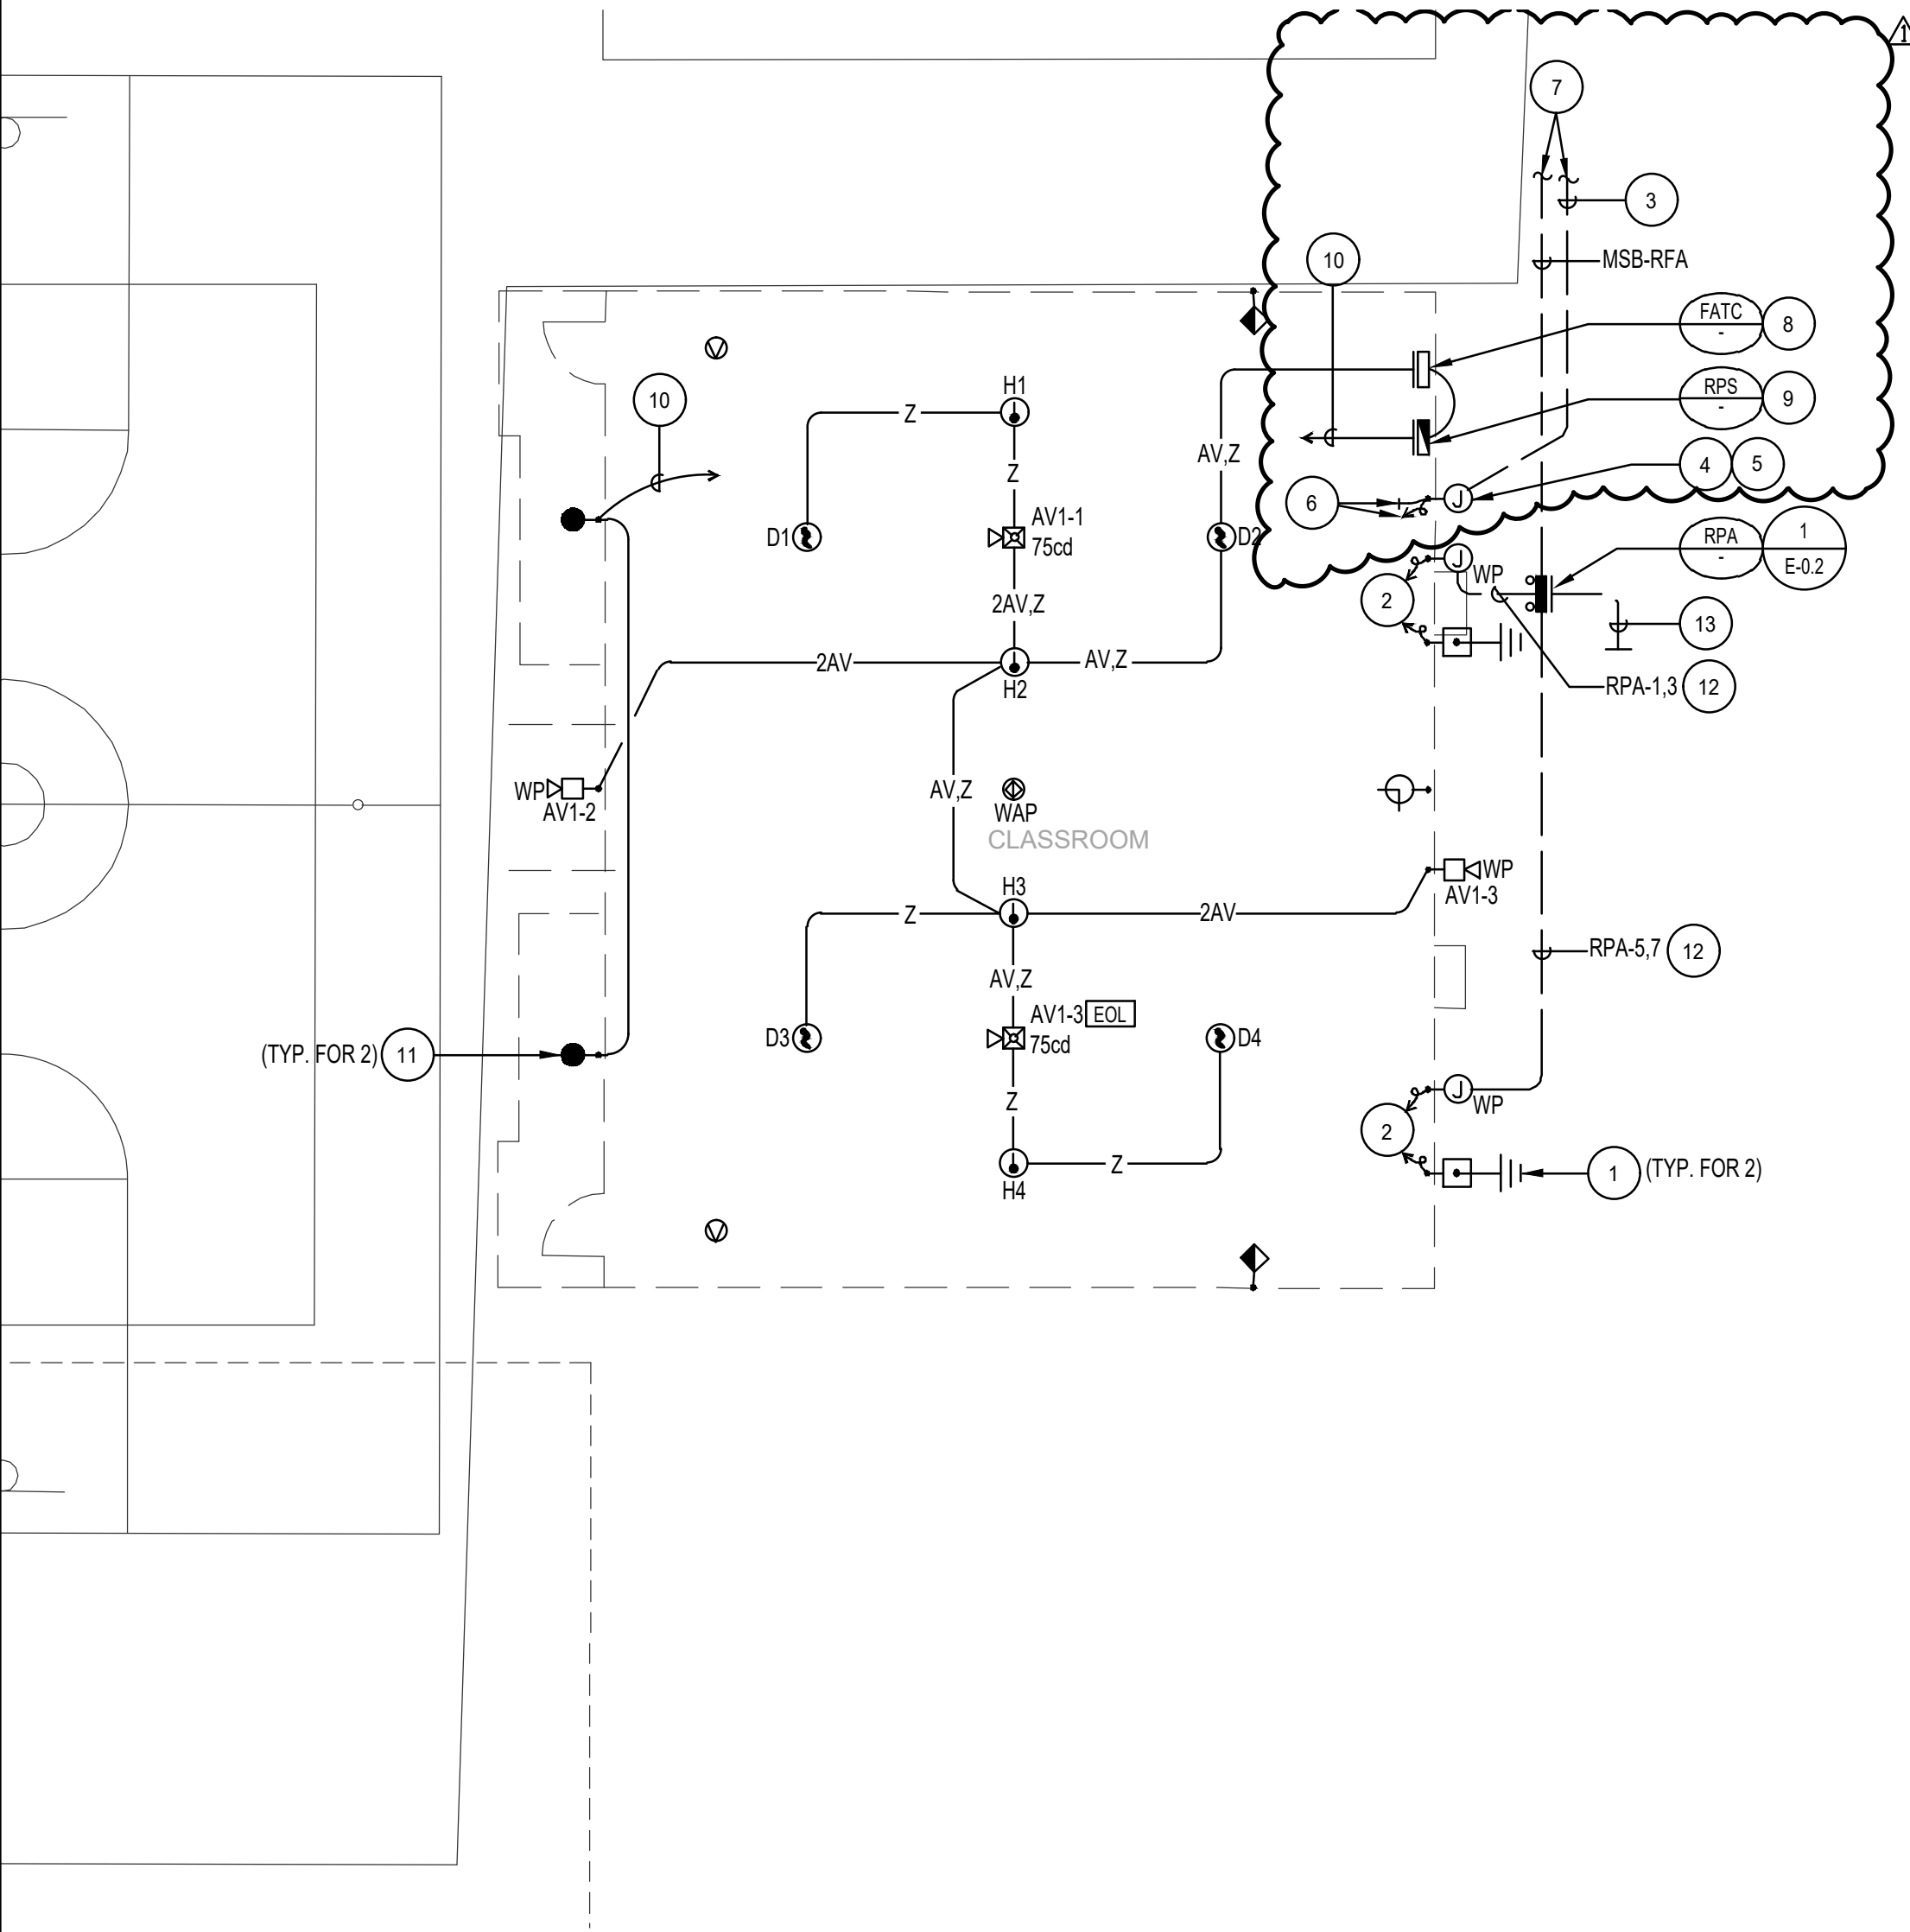 1
7
3
10
MSB-RFA
FATC
-
8
RPS
-
9
10
H1
Z
AV,Z
Z
4
5
J
6
AV1-1
75cd
D1
D2
RPA
-
1
E-0.2
J
WP
2
2AV,Z
13
2AV
AV,Z
H2
RPA-1,3
12
WP
AV1-2
AV,Z
WAP
CLASSROOM
WP
AV1-3
H3
Z
2AV
RPA-5,7
12
AV,Z
AV1-3
EOL
75cd
D3
D4
(TYP. FOR 2)
11
J
WP
Z
2
Z
H4
1
(TYP. FOR 2)